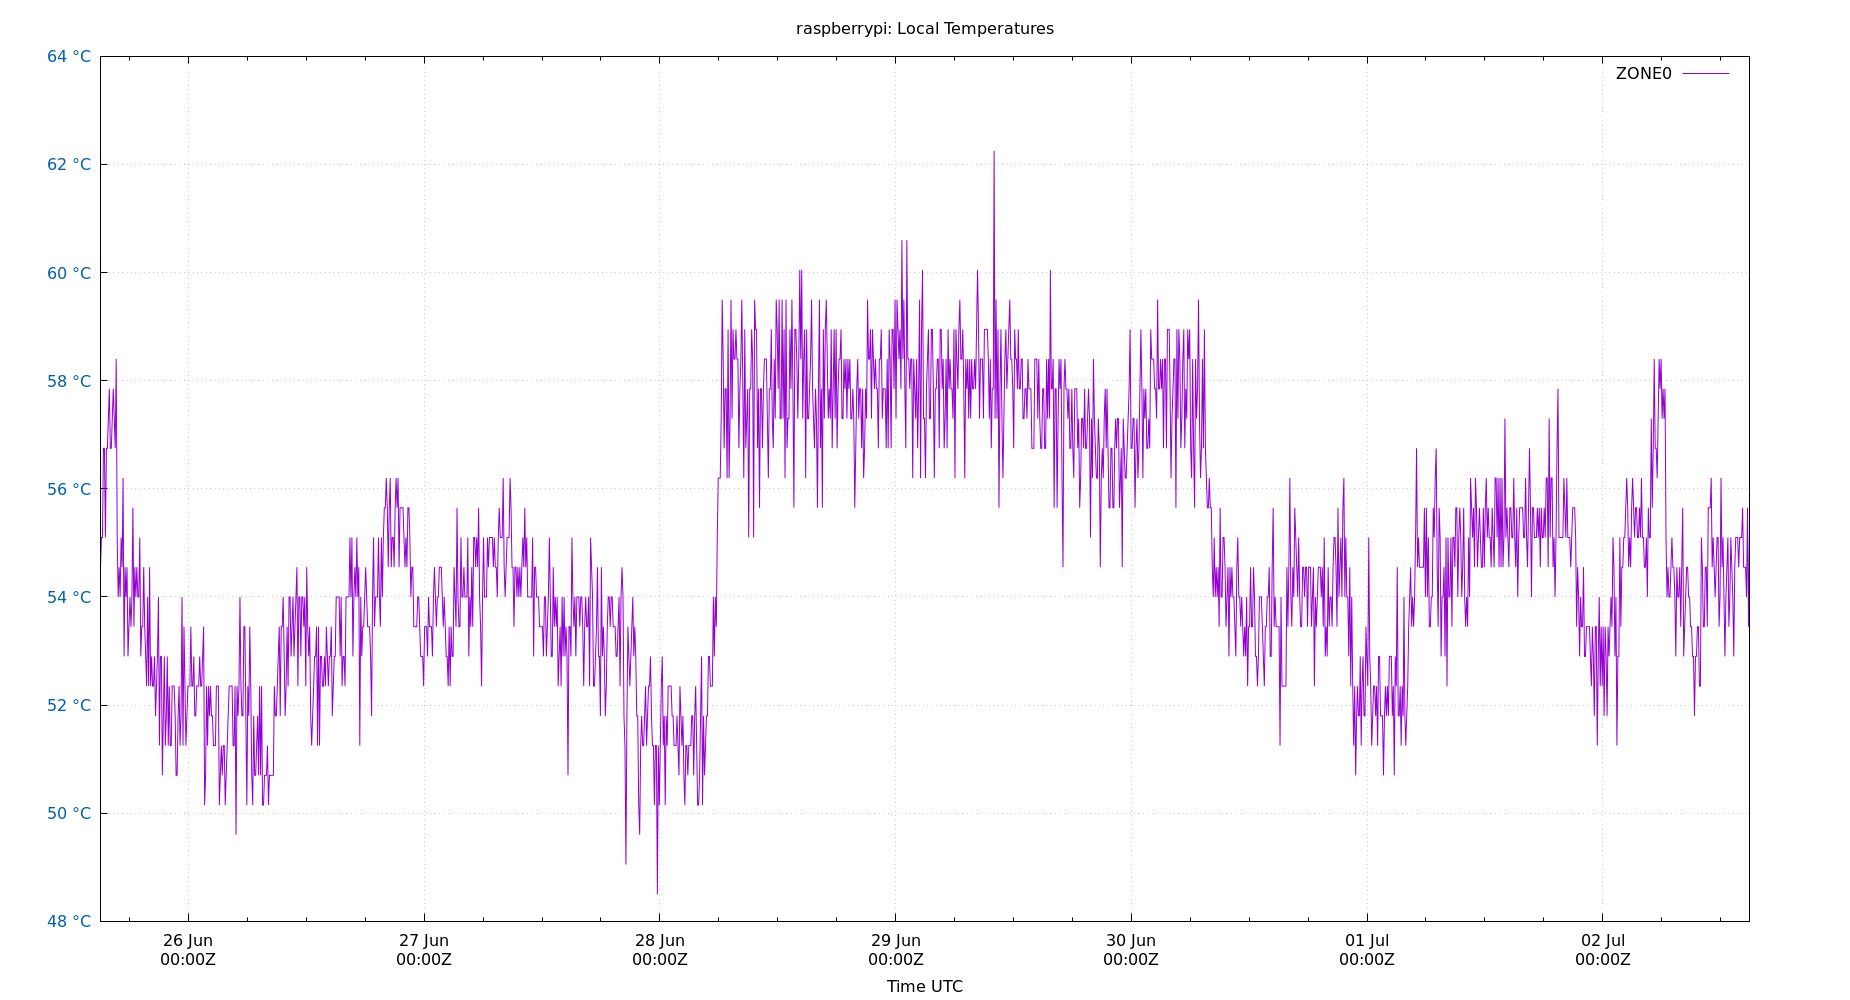 raspberrypi: Local Temperatures
64 °C
ZONE0
62 °C
60 °C
58 °C
56 °C
54 °C
52 °C
50 °C
48 °C
26 Jun 27 Jun 28 Jun 29 Jun 30 Jun 01 Jul 02 Jul
00:00Z 00:00Z 00:00Z 00:00Z 00:00Z 00:00Z 00:00Z
Time UTC